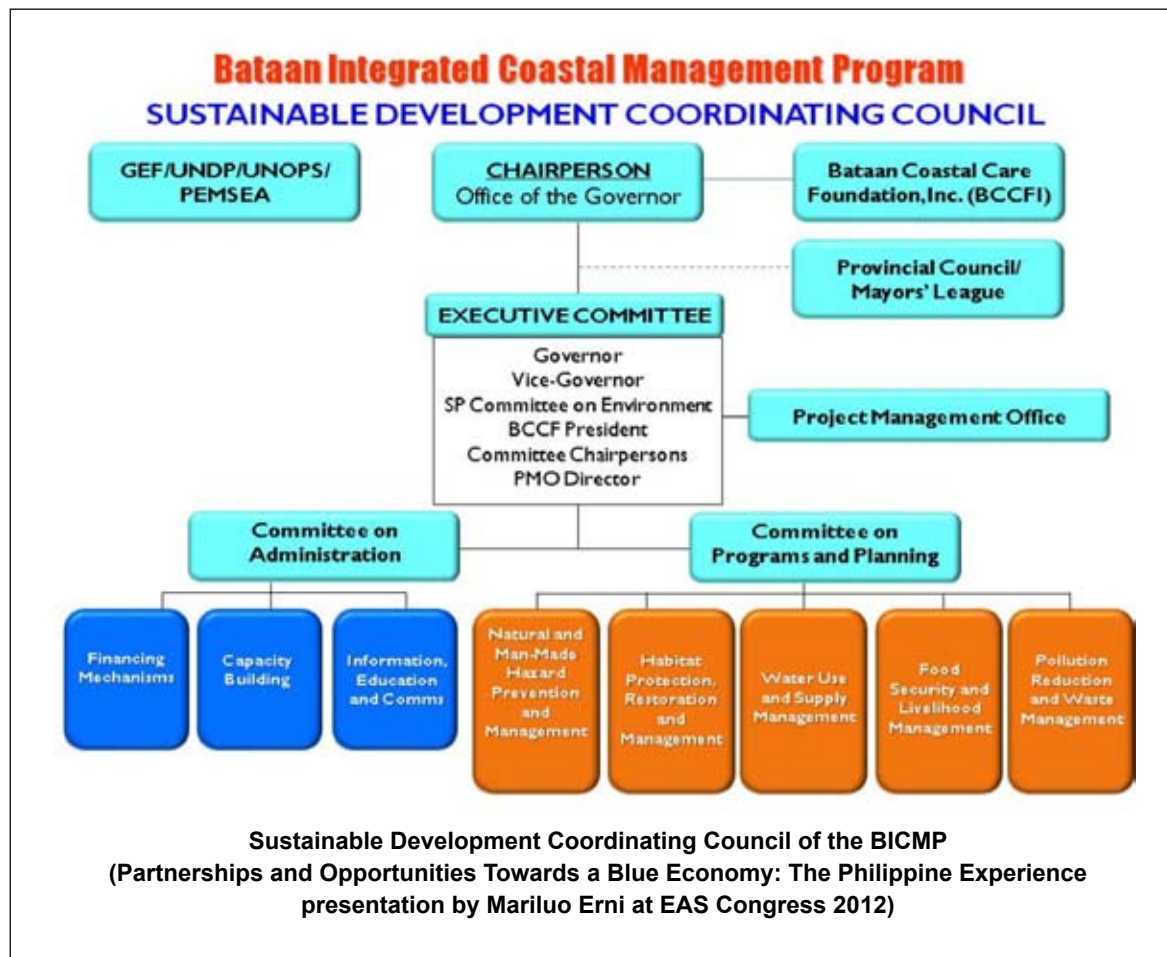 Bataan Integrated Coastal Management Program
SUSTAINABLE DEVELOPMENT COORDINATING COUNCIL
GEF/UNDP/UNOPS/
PEMSEA
CHAIRPERSON
Office of the Governor
Bataan Coastal Care
Foundation, Inc. (BCCFI)
Provincial Council/
Mayors' League
EXECUTIVE COMMITTEE
Governor
Vice-Governor
SP Committee on Environment
BCCF President
Committee Chairpersons
PMO Director
Project Management Office
Committee on
Administration
Committee on
Programs and Planning
Financing
Mechanisms
Capacity
Building
Information,
Education
and Comms
Natural and
Man-Made
Hazard
Prevention
and
Management
Habitat
Protection,
Restoration
and
Management
Water Use
and Supply
Management
Food
Security and
Livelihood
Management
Pollution
Reduction
and Waste
Management
Sustainable Development Coordinating Council of the BICMP
(Partnerships and Opportunities Towards a Blue Economy: The Philippine Experience
presentation by Mariluo Erni at EAS Congress 2012)